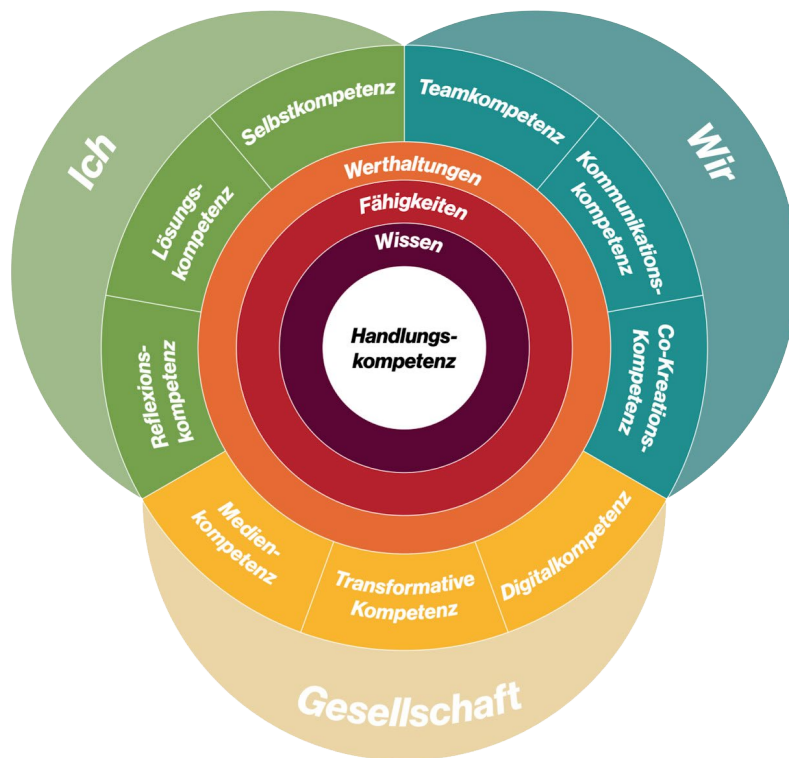 Ich
Wir
Selbstkompetenz
Teamkompetenz
Lösungs-
kompetenz
Kommunikations-
kompetenz
Reflexions-
kompetenz
Co-Kreations-
Kompetenz
Werthaltungen
Fähigkeiten
Wissen
Handlungs-
kompetenz
Medien-
kompetenz
Transformative
Kompetenz
Digitalkompetenz
Gesellschaft